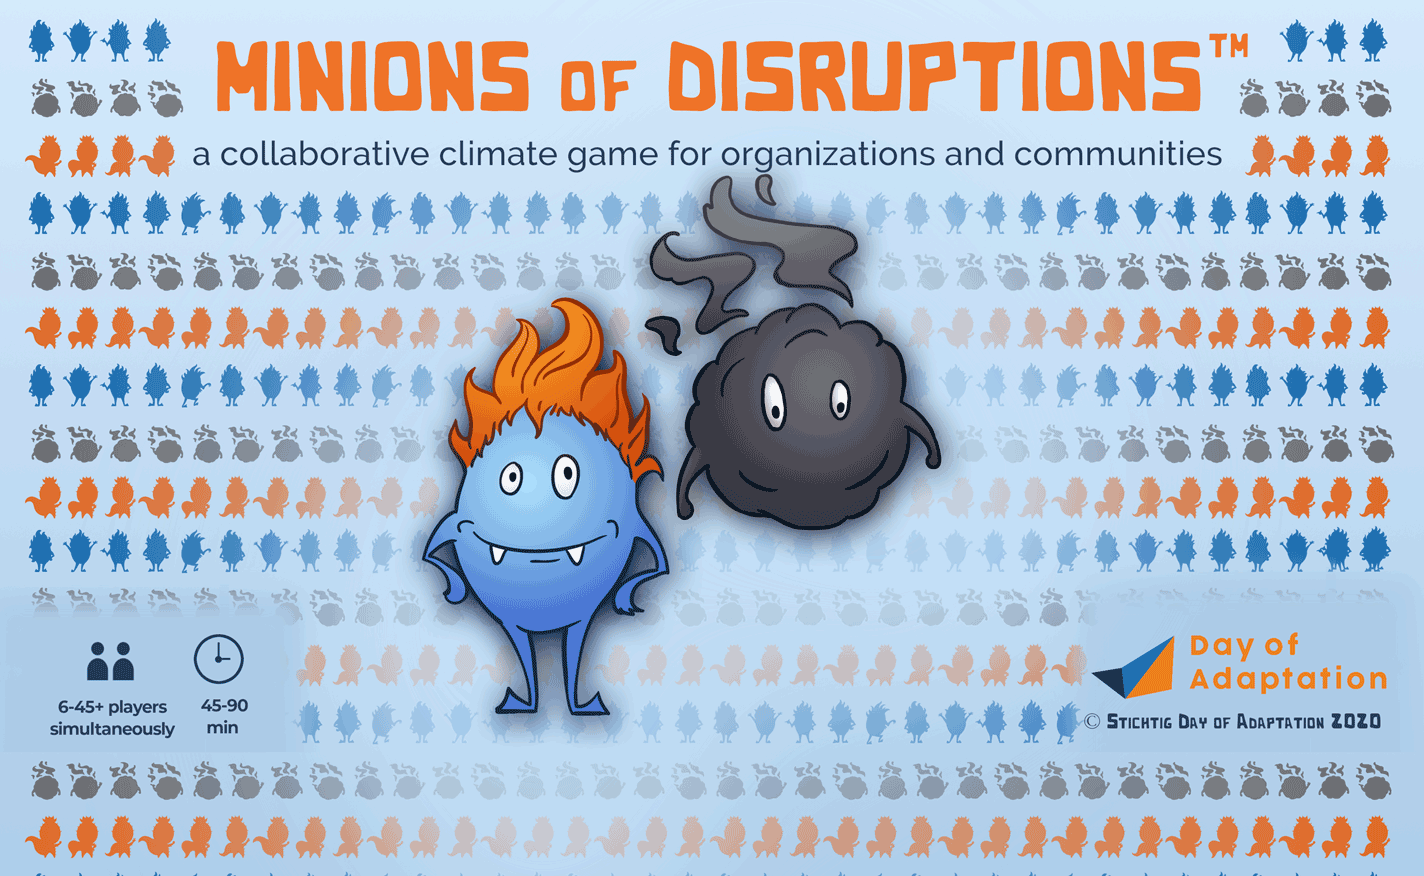 MINIONS OF DISRUPTIONS™
a collaborative climate game for organizations and communities
6-45+ players
simultaneously
45-90
min
Day of
Adaptation
© STICHTIG DAY OF ADAPTATION 2020